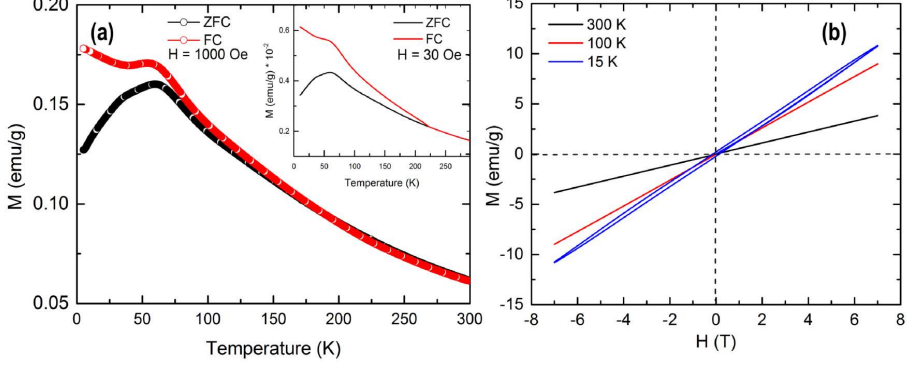 (a)
ZFC
FC
H = 1000 Oe
M (emu/g)
0.20
0.15
0.10
0.05
0 50 100 150 200 250 300
Temperature (K)
ZFC
FC
H = 30 Oe
M (emu/g) * 10⁻²
0.6
0.4
0.2
0 50 100 150 200 250 300
Temperature (K)
(b)
300 K
100 K
15 K
M (emu/g)
15
10
5
0
-5
-10
-15
-8 -6 -4 -2 0 2 4 6 8
H (T)